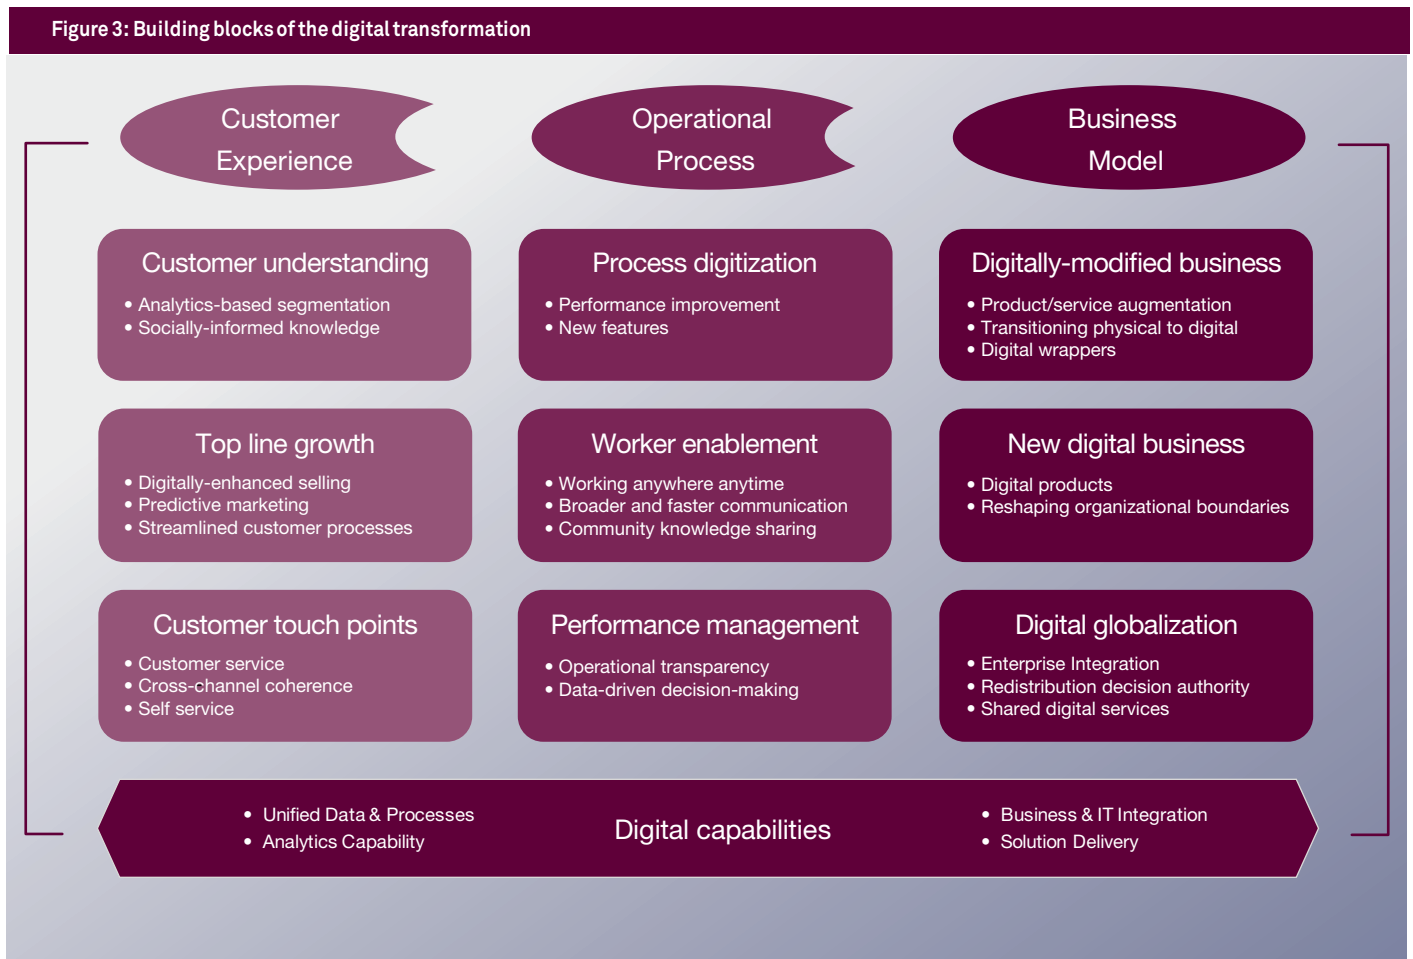 Figure 3: Building blocks of the digital transformation
Customer
Experience
Operational
Process
Business
Model
Customer understanding
• Analytics-based segmentation
• Socially-informed knowledge
Process digitization
• Performance improvement
• New features
Digitally-modified business
• Product/service augmentation
• Transitioning physical to digital
• Digital wrappers
Top line growth
• Digitally-enhanced selling
• Predictive marketing
• Streamlined customer processes
Worker enablement
• Working anywhere anytime
• Broader and faster communication
• Community knowledge sharing
New digital business
• Digital products
• Reshaping organizational boundaries
Customer touch points
• Customer service
• Cross-channel coherence
• Self service
Performance management
• Operational transparency
• Data-driven decision-making
Digital globalization
• Enterprise Integration
• Redistribution decision authority
• Shared digital services
• Unified Data & Processes
• Analytics Capability
Digital capabilities
• Business & IT Integration
• Solution Delivery